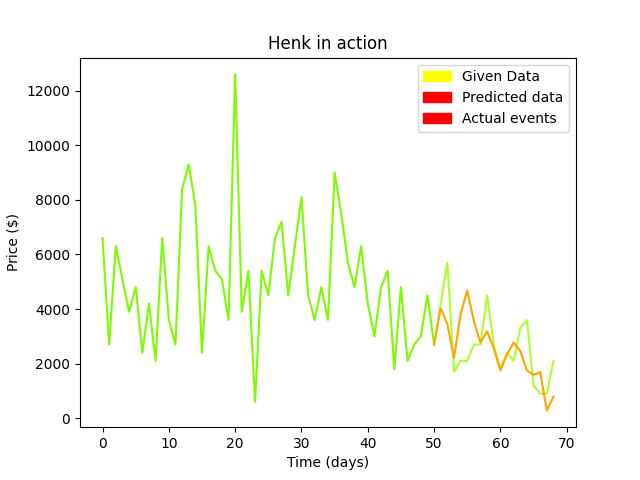 Henk in action
Given Data
Predicted data
Actual events
Price ($)
12000
10000
8000
6000
4000
2000
0
0 10 20 30 40 50 60 70
Time (days)